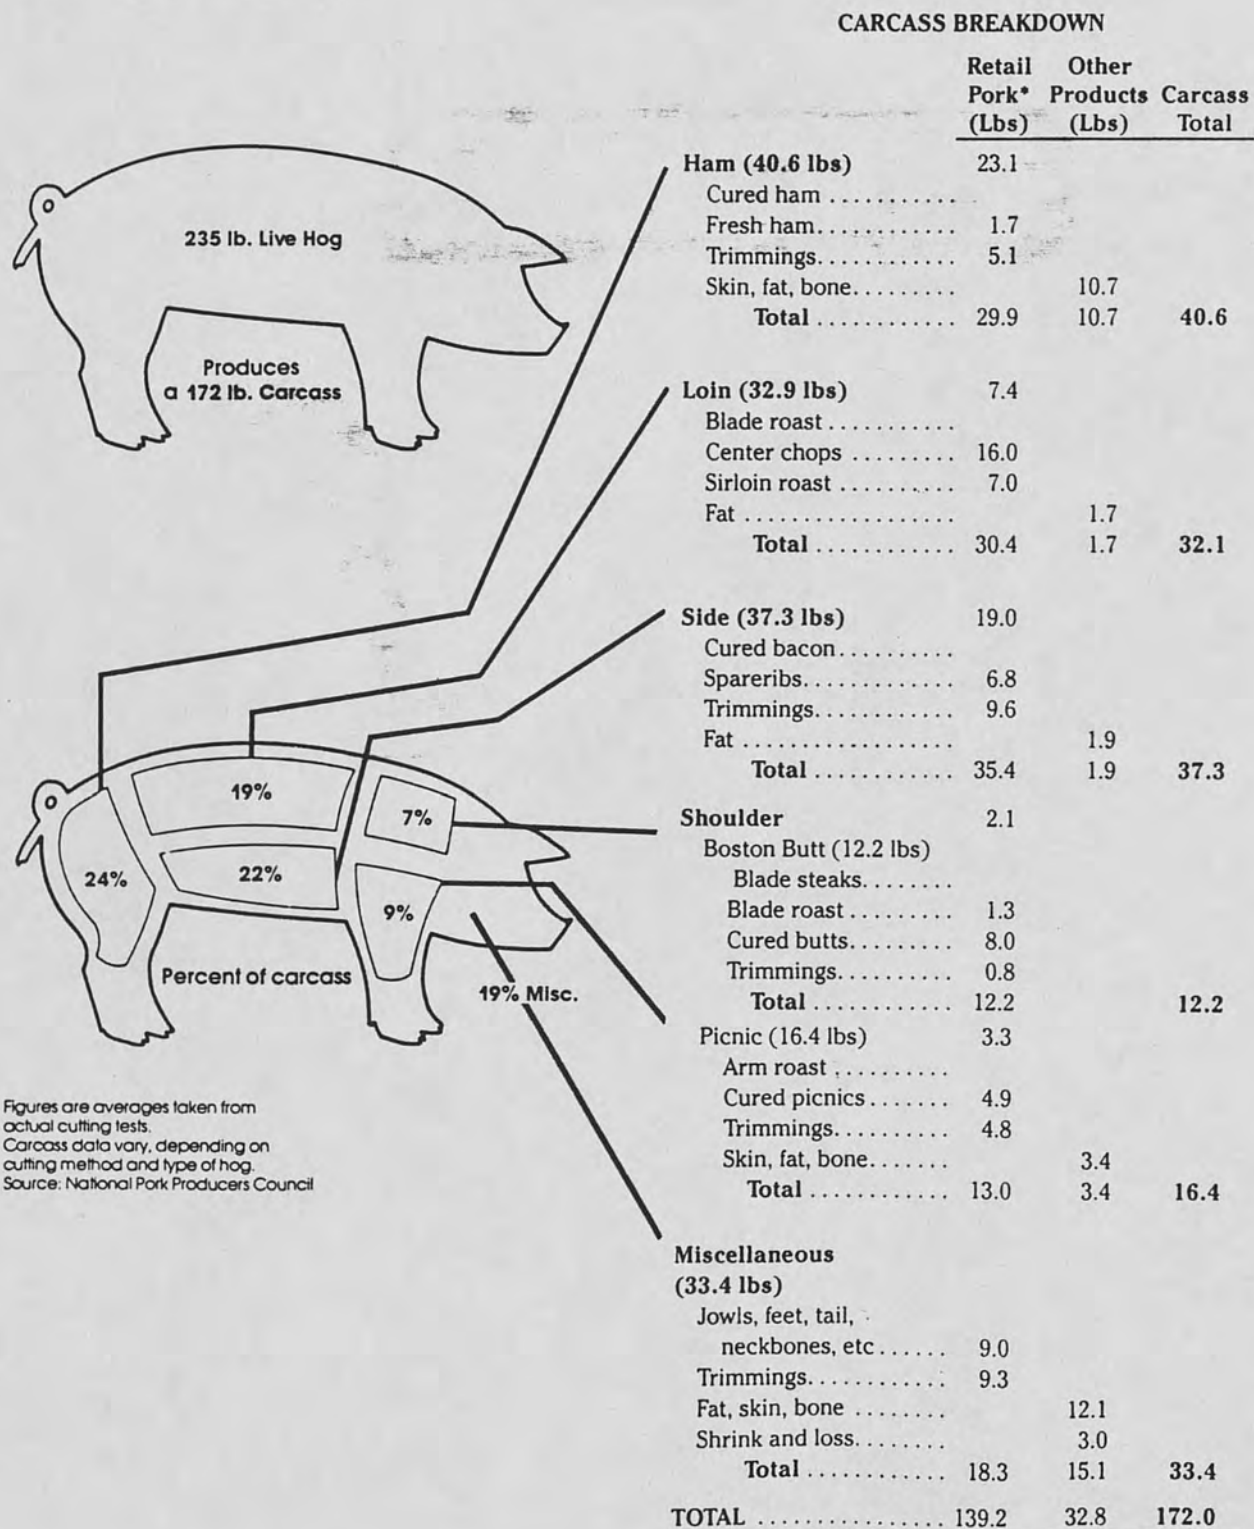 CARCASS BREAKDOWN
Retail Other
Pork* Products Carcass
(Lbs) (Lbs) Total
235 lb. Live Hog
Produces
a 172 lb. Carcass
Ham (40.6 lbs) 23.1
Cured ham ...........
Fresh ham............ 1.7
Trimmings............ 5.1
Skin, fat, bone......... 10.7
Total ............ 29.9 10.7 40.6
Loin (32.9 lbs) 7.4
Blade roast ...........
Center chops ......... 16.0
Sirloin roast .......... 7.0
Fat .................. 1.7
Total ............ 30.4 1.7 32.1
Side (37.3 lbs) 19.0
Cured bacon..........
Spareribs............. 6.8
Trimmings............ 9.6
Fat .................. 1.9
Total ............ 35.4 1.9 37.3
Shoulder 2.1
Boston Butt (12.2 lbs)
Blade steaks........
Blade roast ......... 1.3
Cured butts......... 8.0
Trimmings.......... 0.8
Total ............ 12.2 12.2
Picnic (16.4 lbs) 3.3
Arm roast ..........
Cured picnics....... 4.9
Trimmings.......... 4.8
Skin, fat, bone....... 3.4
Total ............ 13.0 3.4 16.4
Miscellaneous
(33.4 lbs)
Jowls, feet, tail,
neckbones, etc...... 9.0
Trimmings............ 9.3
Fat, skin, bone ........ 12.1
Shrink and loss........ 3.0
Total ............ 18.3 15.1 33.4
TOTAL ................ 139.2 32.8 172.0
19%
7%
24%
22%
9%
Percent of carcass
19% Misc.
Figures are averages taken from
actual cutting tests.
Carcass data vary, depending on
cutting method and type of hog.
Source: National Pork Producers Council